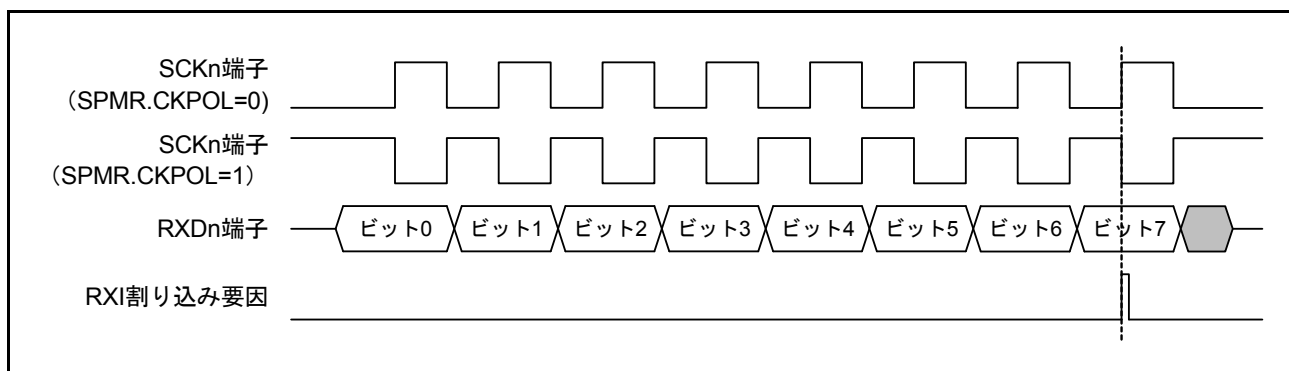 SCKn端子
（SPMR.CKPOL=0)
SCKn端子
（SPMR.CKPOL=1）
RXDn端子
ビット0 ビット1 ビット2 ビット3 ビット4 ビット5 ビット6 ビット7
RXI割り込み要因